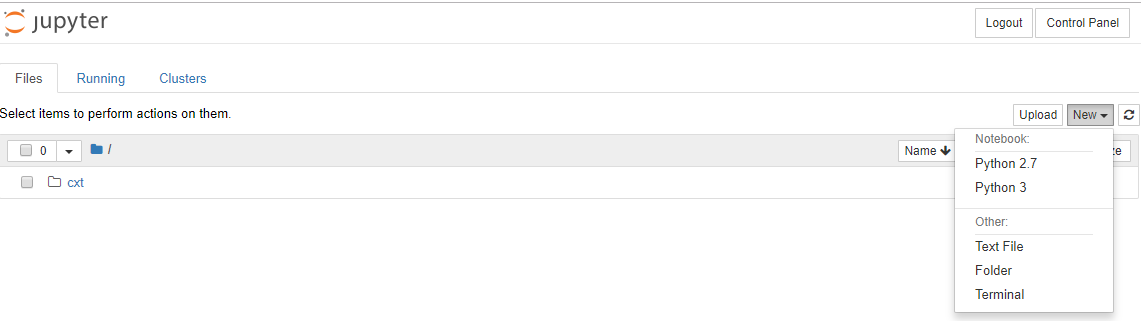 jupyter
Logout Control Panel
Files Running Clusters
Select items to perform actions on them.
Upload New
0 / Name
cxt
Notebook:
Python 2.7
Python 3
Other:
Text File
Folder
Terminal